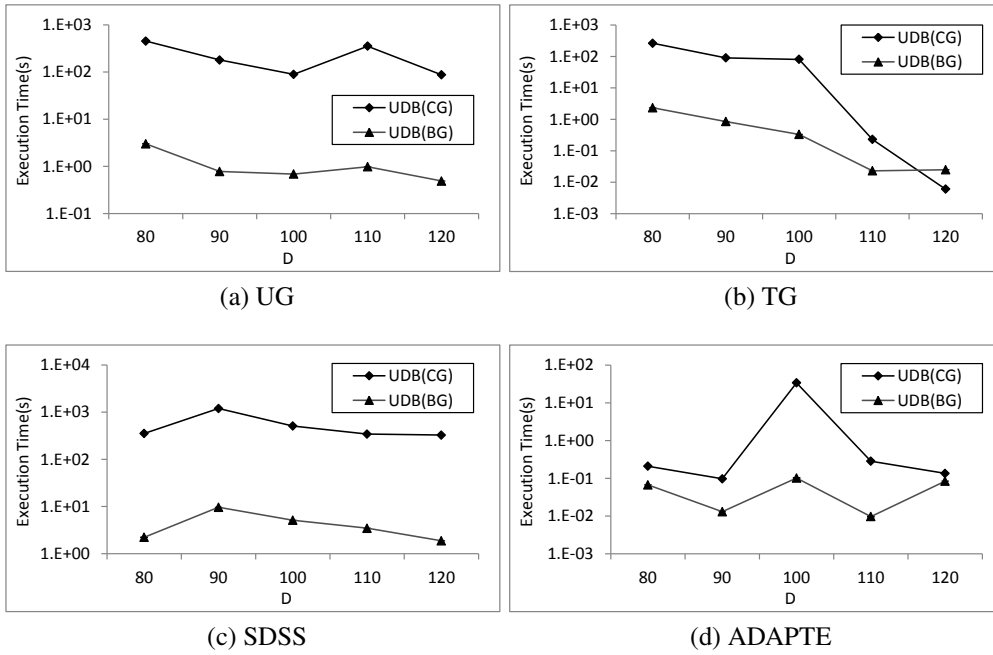 1.E+03
1.E+02
1.E+01
1.E+00
1.E-01
Execution Time(s)
UDB(CG)
UDB(BG)
80 90 100 110 120
D
(a) UG
1.E+03
1.E+02
1.E+01
1.E+00
1.E-01
1.E-02
1.E-03
Execution Time(s)
UDB(CG)
UDB(BG)
80 90 100 110 120
D
(b) TG
1.E+04
1.E+03
1.E+02
1.E+01
1.E+00
Execution Time(s)
UDB(CG)
UDB(BG)
80 90 100 110 120
D
(c) SDSS
1.E+02
1.E+01
1.E+00
1.E-01
1.E-02
1.E-03
Execution Time(s)
UDB(CG)
UDB(BG)
80 90 100 110 120
D
(d) ADAPTE